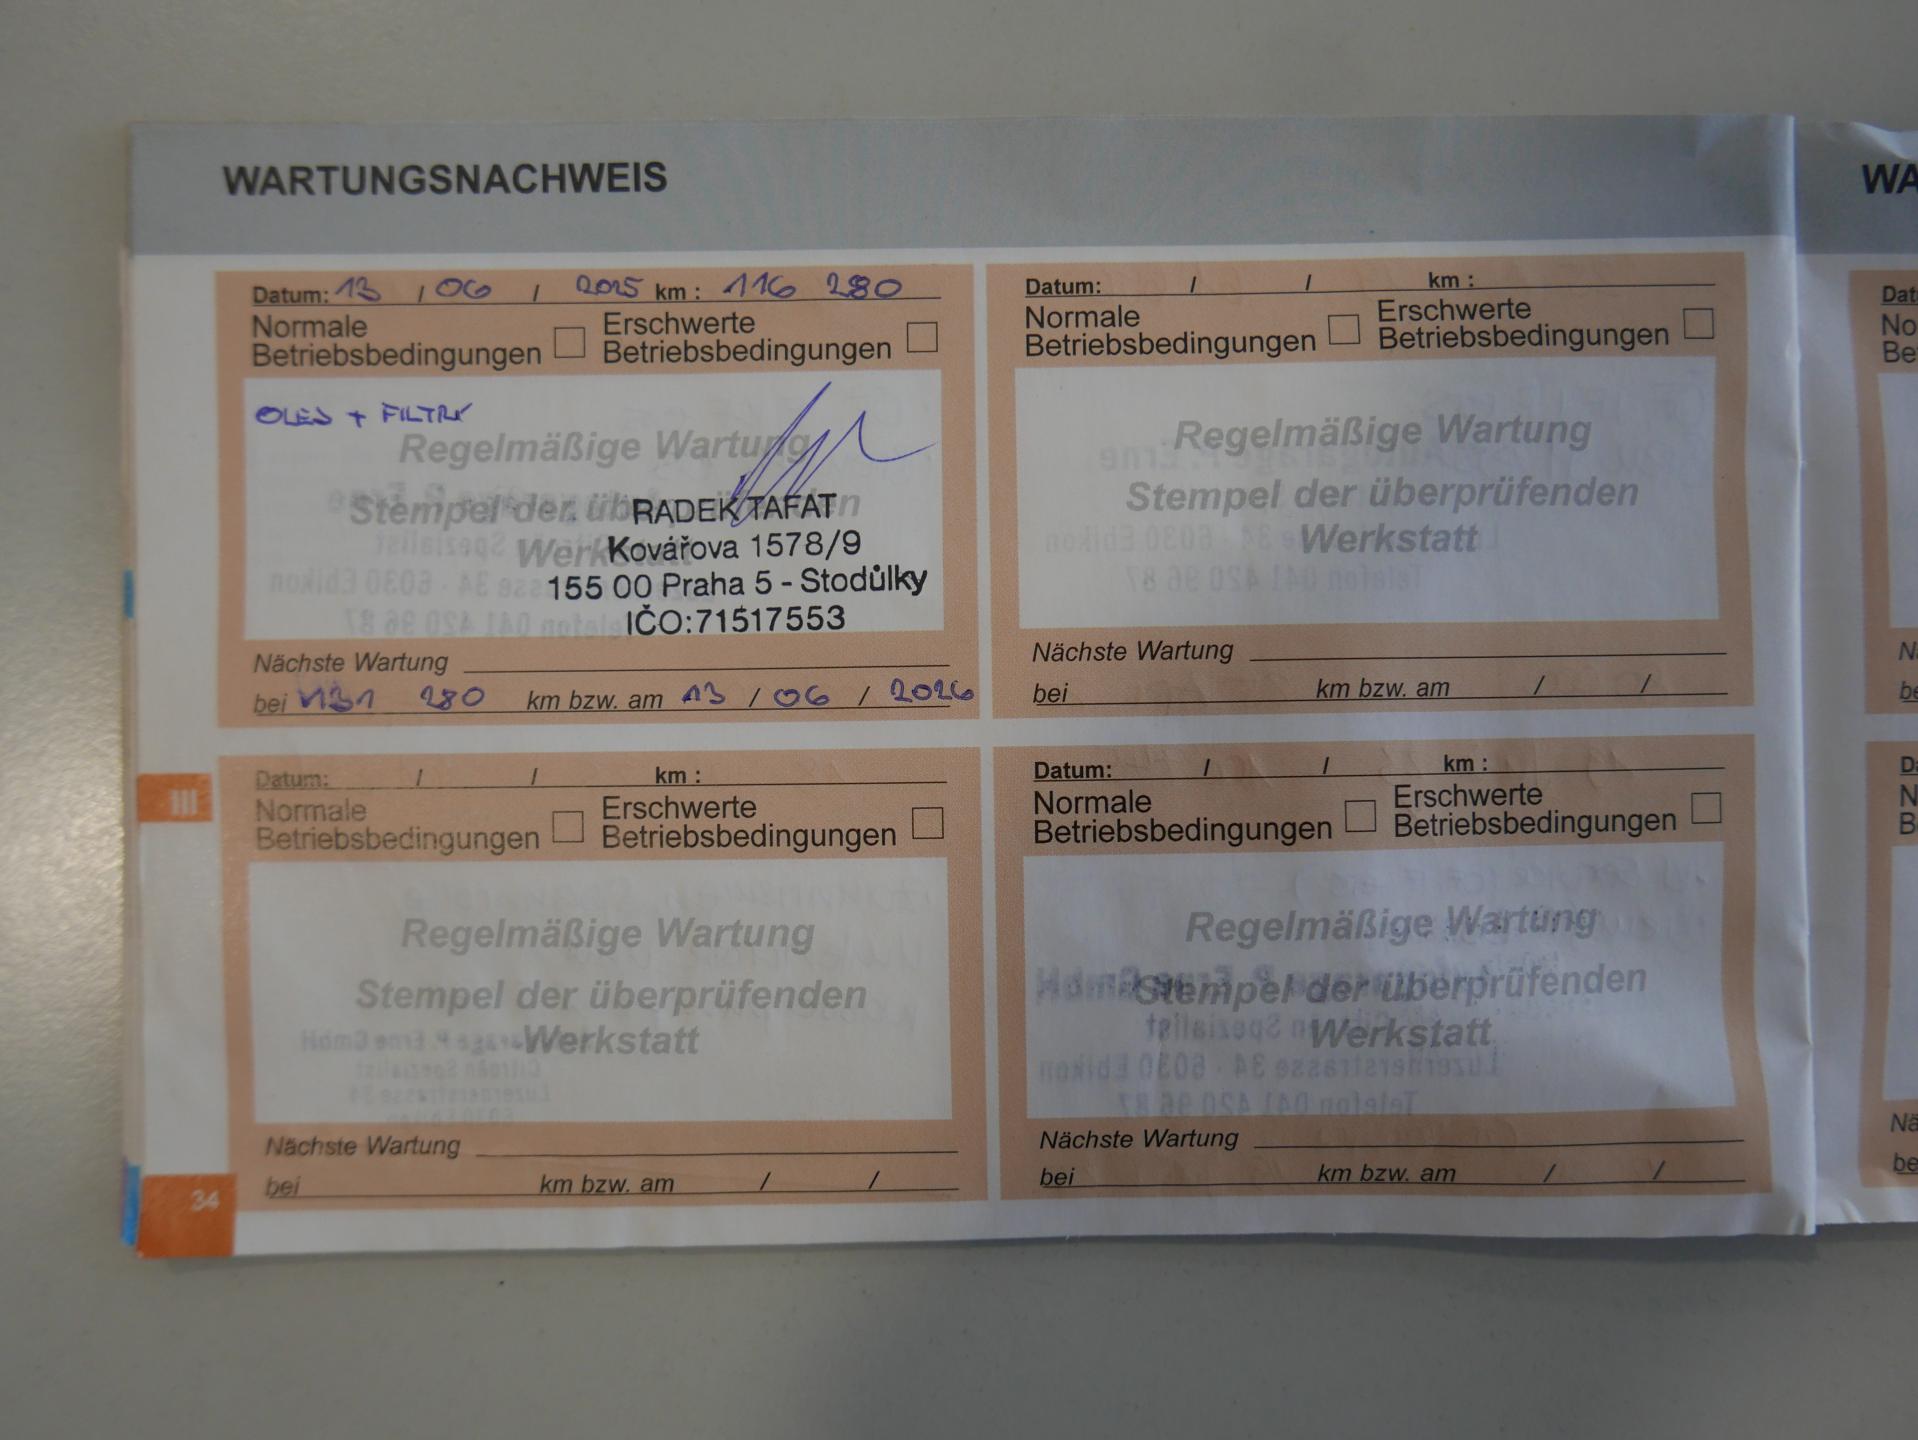 WARTUNGSNACHWEIS
Datum: 13 / 06 / 2025 km : 116 280
Normale Betriebsbedingungen
Erschwerte Betriebsbedingungen
OLEJ + FILTRY
Regelmäßige Wartung
Stempel der überprüfenden
Werkstatt
RADEK TAFAT
Kovářova 1578/9
155 00 Praha 5 - Stodůlky
IČO:71517553
Nächste Wartung
bei 131 280 km bzw. am 13 / 06 / 2026
Datum: / / km :
Normale Betriebsbedingungen
Erschwerte Betriebsbedingungen
Regelmäßige Wartung
Stempel der überprüfenden
Werkstatt
Nächste Wartung
bei km bzw. am / /
III
Datum: / / km :
Normale Betriebsbedingungen
Erschwerte Betriebsbedingungen
Regelmäßige Wartung
Stempel der überprüfenden
Werkstatt
Nächste Wartung
bei km bzw. am / /
Datum: / / km :
Normale Betriebsbedingungen
Erschwerte Betriebsbedingungen
Regelmäßige Wartung
Stempel der überprüfenden
Werkstatt
Nächste Wartung
bei km bzw. am / /
34